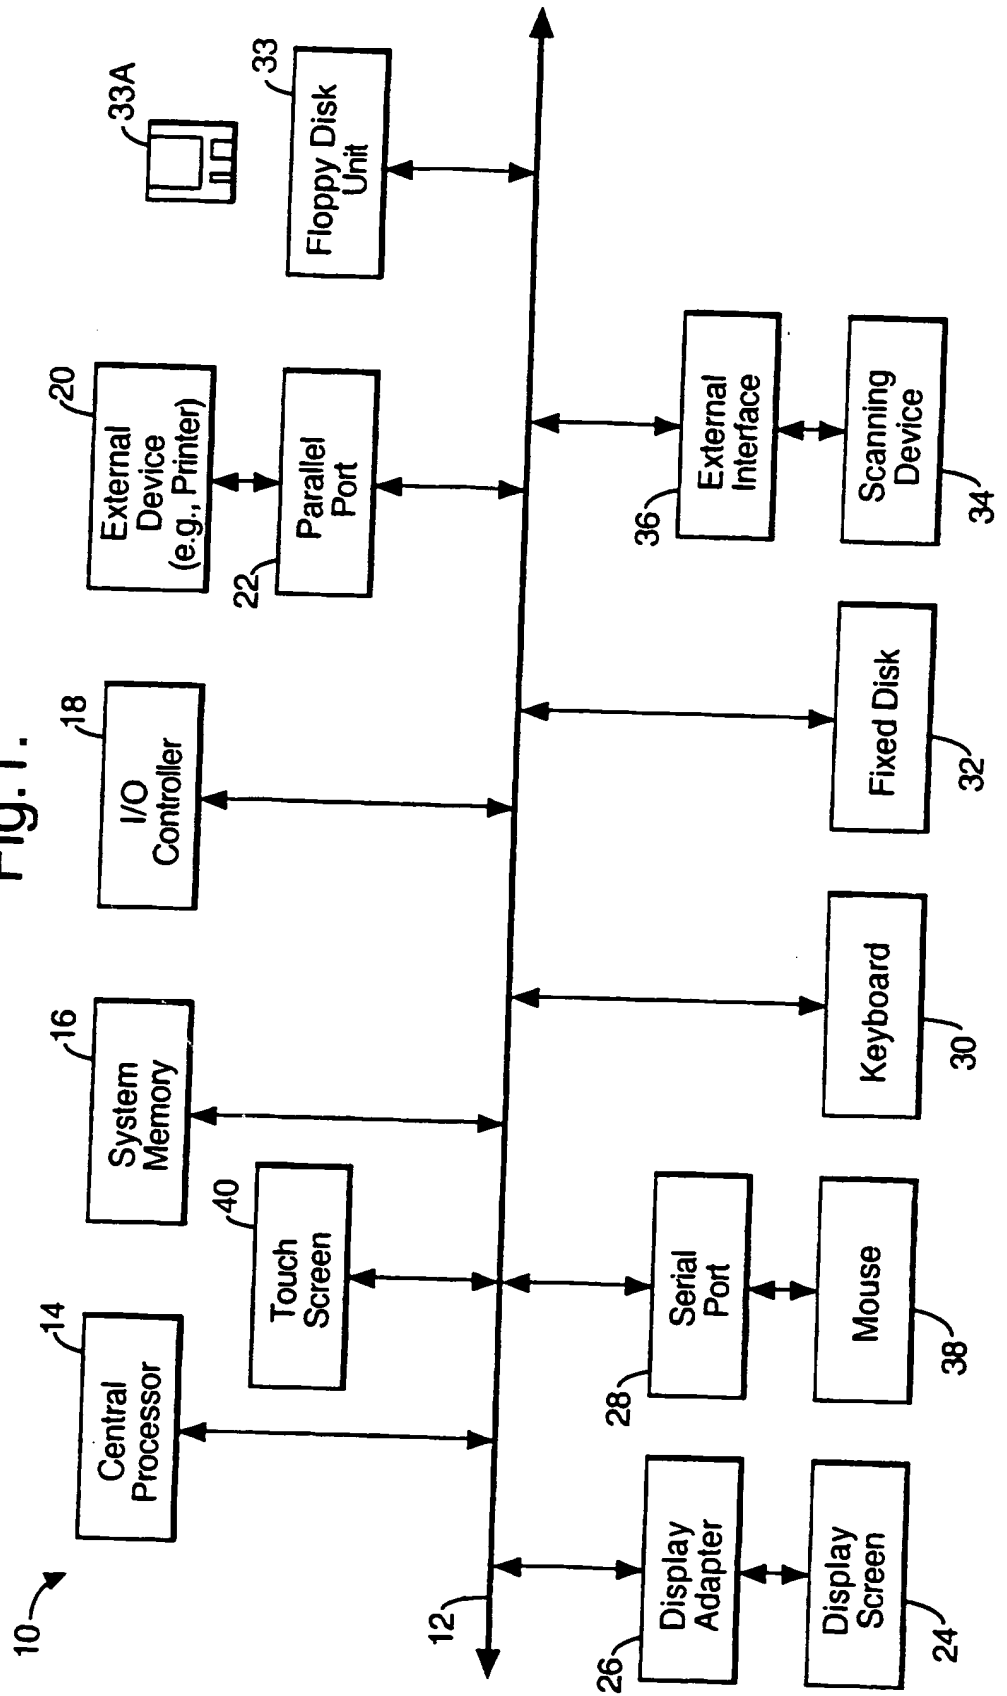 Fig. 1.
10
14
Central
Processor
16
System
Memory
18
I/O
Controller
20
External
Device
(e.g., Printer)
33A
40
Touch
Screen
22
Parallel
Port
33
Floppy Disk
Unit
12
26
Display
Adapter
28
Serial
Port
36
External
Interface
Display
Screen
24
Mouse
38
Keyboard
30
Fixed Disk
32
Scanning
Device
34